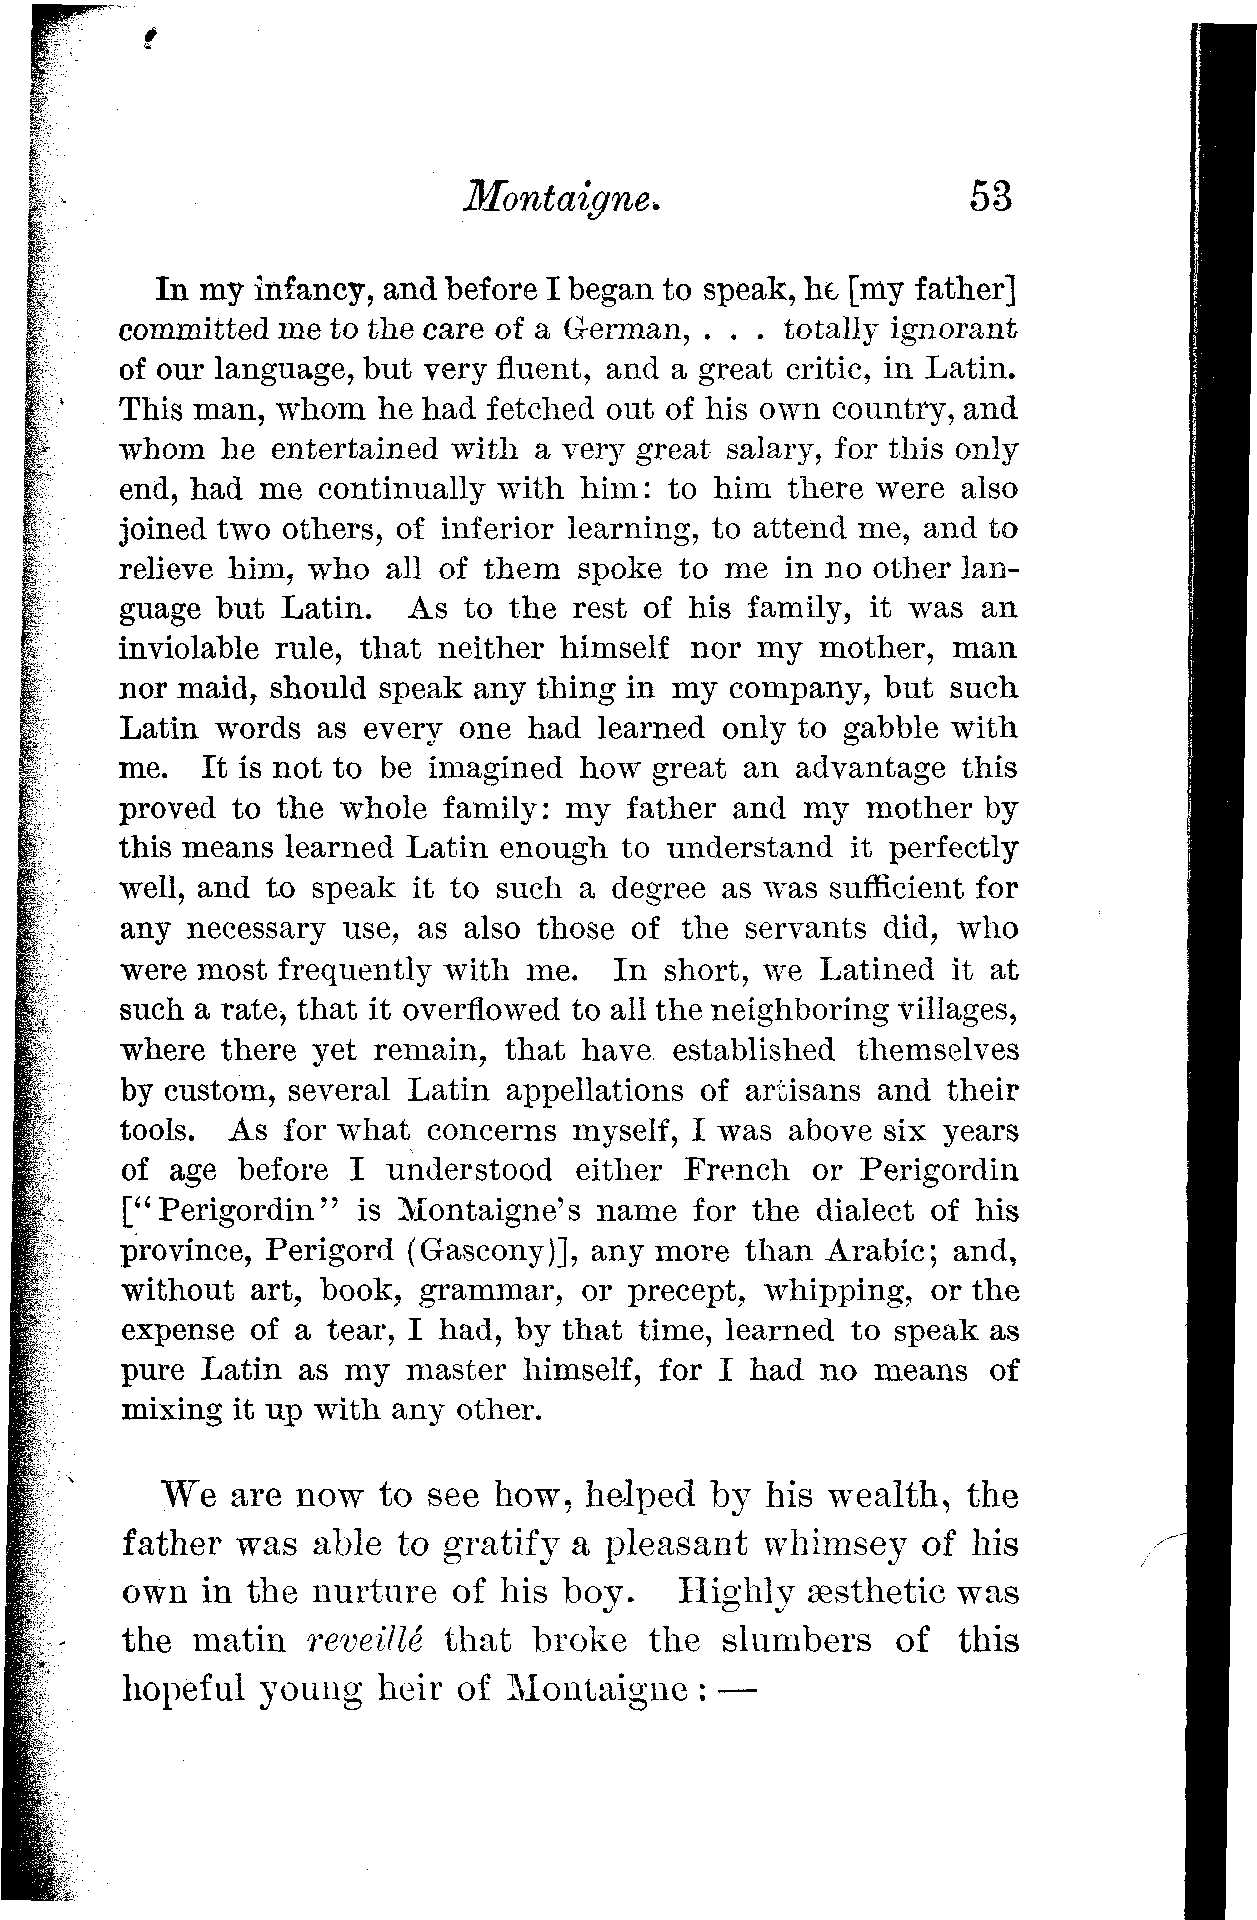 Montaigne. 53
In my infancy, and before I began to speak, he [my father]
committed me to the care of a German, . . . totally ignorant
of our language, but very fluent, and a great critic, in Latin.
This man, whom he had fetched out of his own country, and
whom he entertained with a very great salary, for this only
end, had me continually with him: to him there were also
joined two others, of inferior learning, to attend me, and to
relieve him, who all of them spoke to me in no other lan-
guage but Latin. As to the rest of his family, it was an
inviolable rule, that neither himself nor my mother, man
nor maid, should speak any thing in my company, but such
Latin words as every one had learned only to gabble with
me. It is not to be imagined how great an advantage this
proved to the whole family: my father and my mother by
this means learned Latin enough to understand it perfectly
well, and to speak it to such a degree as was sufficient for
any necessary use, as also those of the servants did, who
were most frequently with me. In short, we Latined it at
such a rate, that it overflowed to all the neighboring villages,
where there yet remain, that have established themselves
by custom, several Latin appellations of artisans and their
tools. As for what concerns myself, I was above six years
of age before I understood either French or Perigordin
[“Perigordin” is Montaigne's name for the dialect of his
province, Perigord (Gascony)], any more than Arabic; and,
without art, book, grammar, or precept, whipping, or the
expense of a tear, I had, by that time, learned to speak as
pure Latin as my master himself, for I had no means of
mixing it up with any other.
We are now to see how, helped by his wealth, the
father was able to gratify a pleasant whimsey of his
own in the nurture of his boy. Highly æsthetic was
the matin reveillé that broke the slumbers of this
hopeful young heir of Montaigne : —